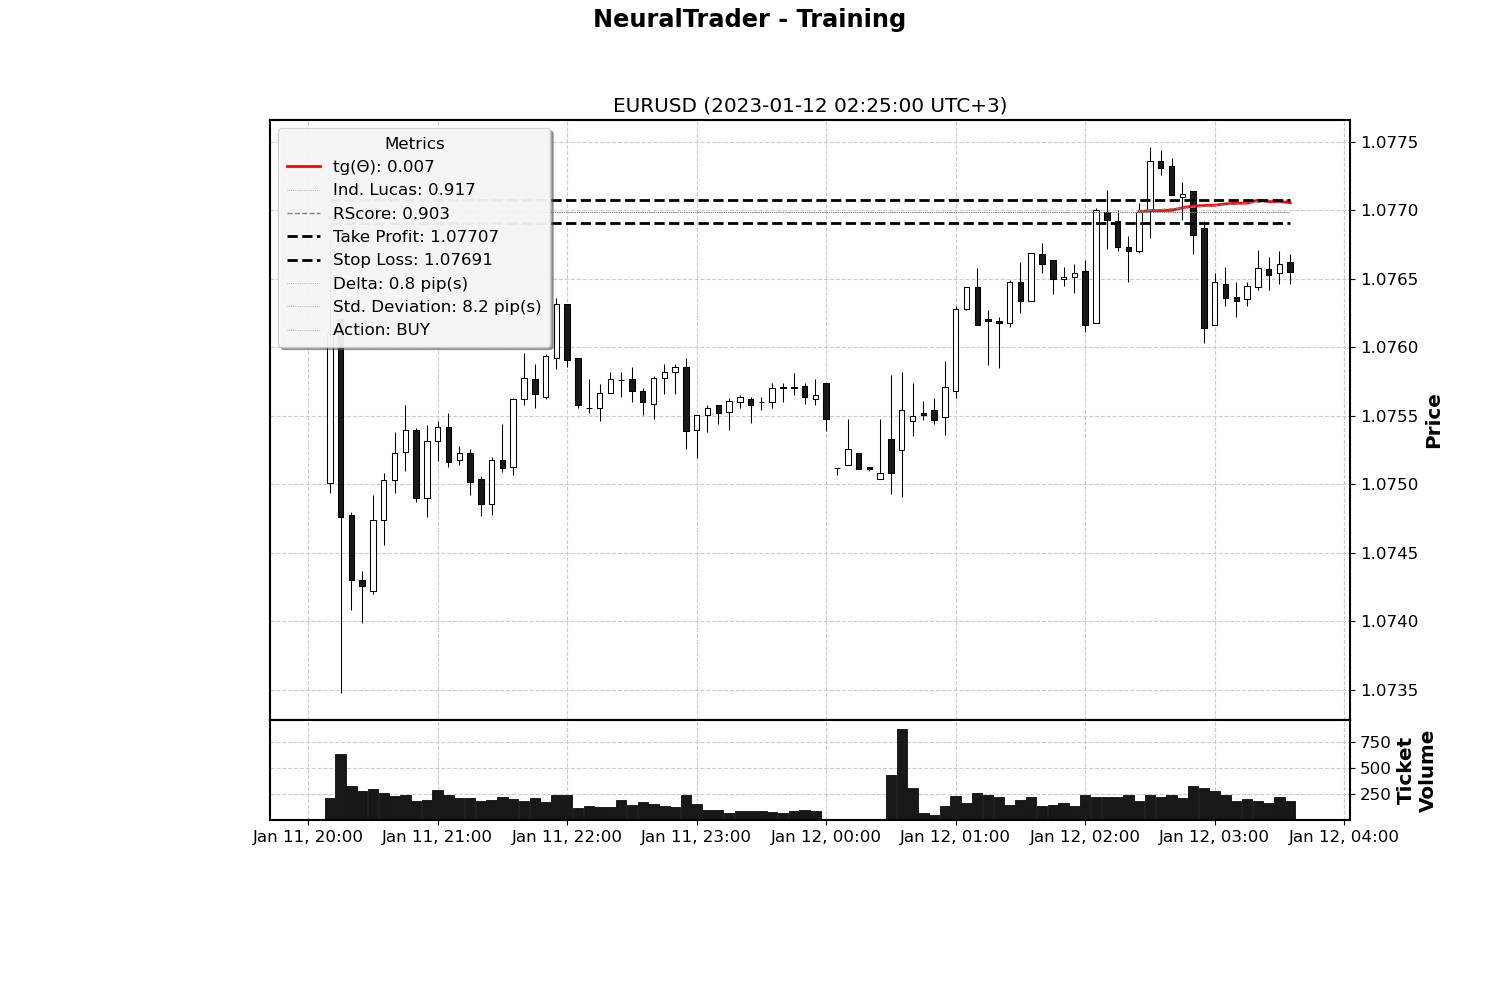 NeuralTrader - Training
EURUSD (2023-01-12 02:25:00 UTC+3)
Metrics
tg(Θ): 0.007
Ind. Lucas: 0.917
RScore: 0.903
Take Profit: 1.07707
Stop Loss: 1.07691
Delta: 0.8 pip(s)
Std. Deviation: 8.2 pip(s)
Action: BUY
1.0775
1.0770
1.0765
1.0760
1.0755
1.0750
1.0745
1.0740
1.0735
Price
750
500
250
Ticket
Volume
Jan 11, 20:00
Jan 11, 21:00
Jan 11, 22:00
Jan 11, 23:00
Jan 12, 00:00
Jan 12, 01:00
Jan 12, 02:00
Jan 12, 03:00
Jan 12, 04:00